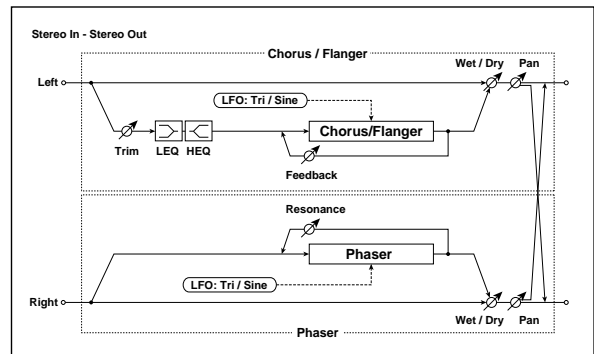 Stereo In - Stereo Out
Chorus / Flanger
Wet / Dry Pan
Left
LFO: Tri / Sine
Chorus/Flanger
Trim LEQ HEQ
Feedback
Resonance
Phaser
LFO: Tri / Sine
Right
Wet / Dry Pan
Phaser